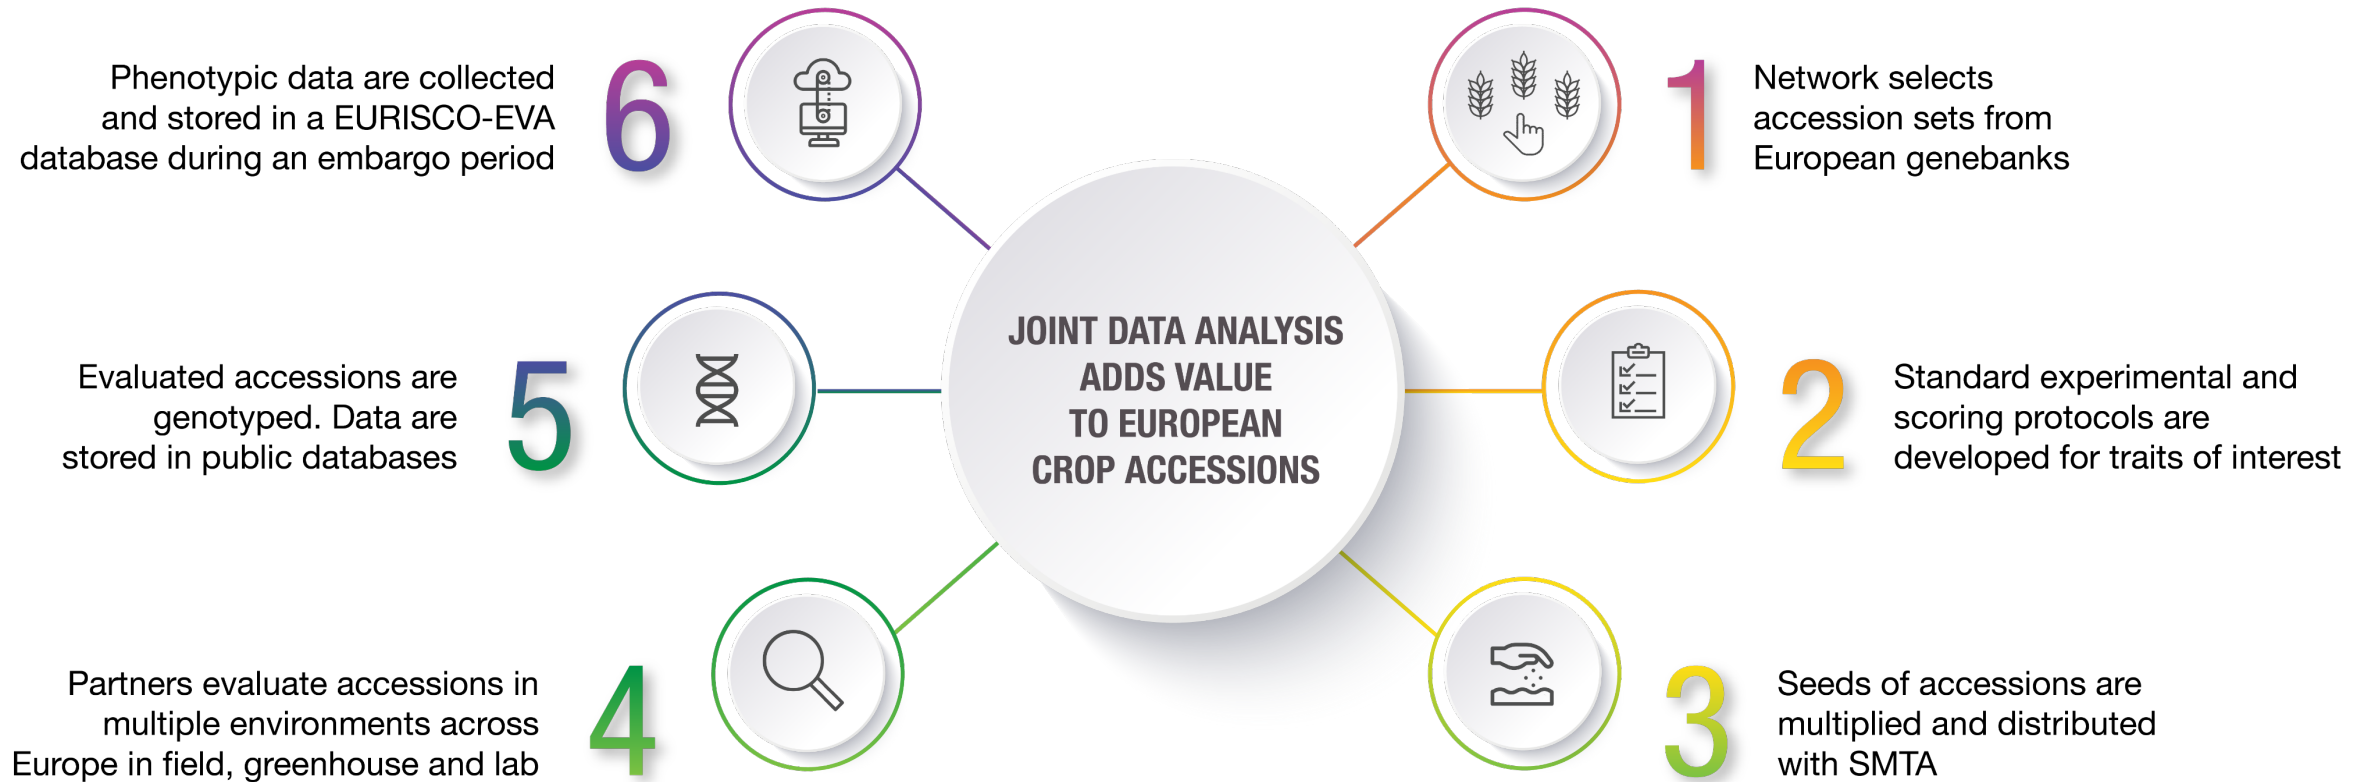 1
Network selects
accession sets from
European genebanks
2
Standard experimental and
scoring protocols are
developed for traits of interest
3
Seeds of accessions are
multiplied and distributed
with SMTA
4
Partners evaluate accessions in
multiple environments across
Europe in field, greenhouse and lab
5
Evaluated accessions are
genotyped. Data are
stored in public databases
6
Phenotypic data are collected
and stored in a EURISCO-EVA
database during an embargo period
JOINT DATA ANALYSIS
ADDS VALUE
TO EUROPEAN
CROP ACCESSIONS